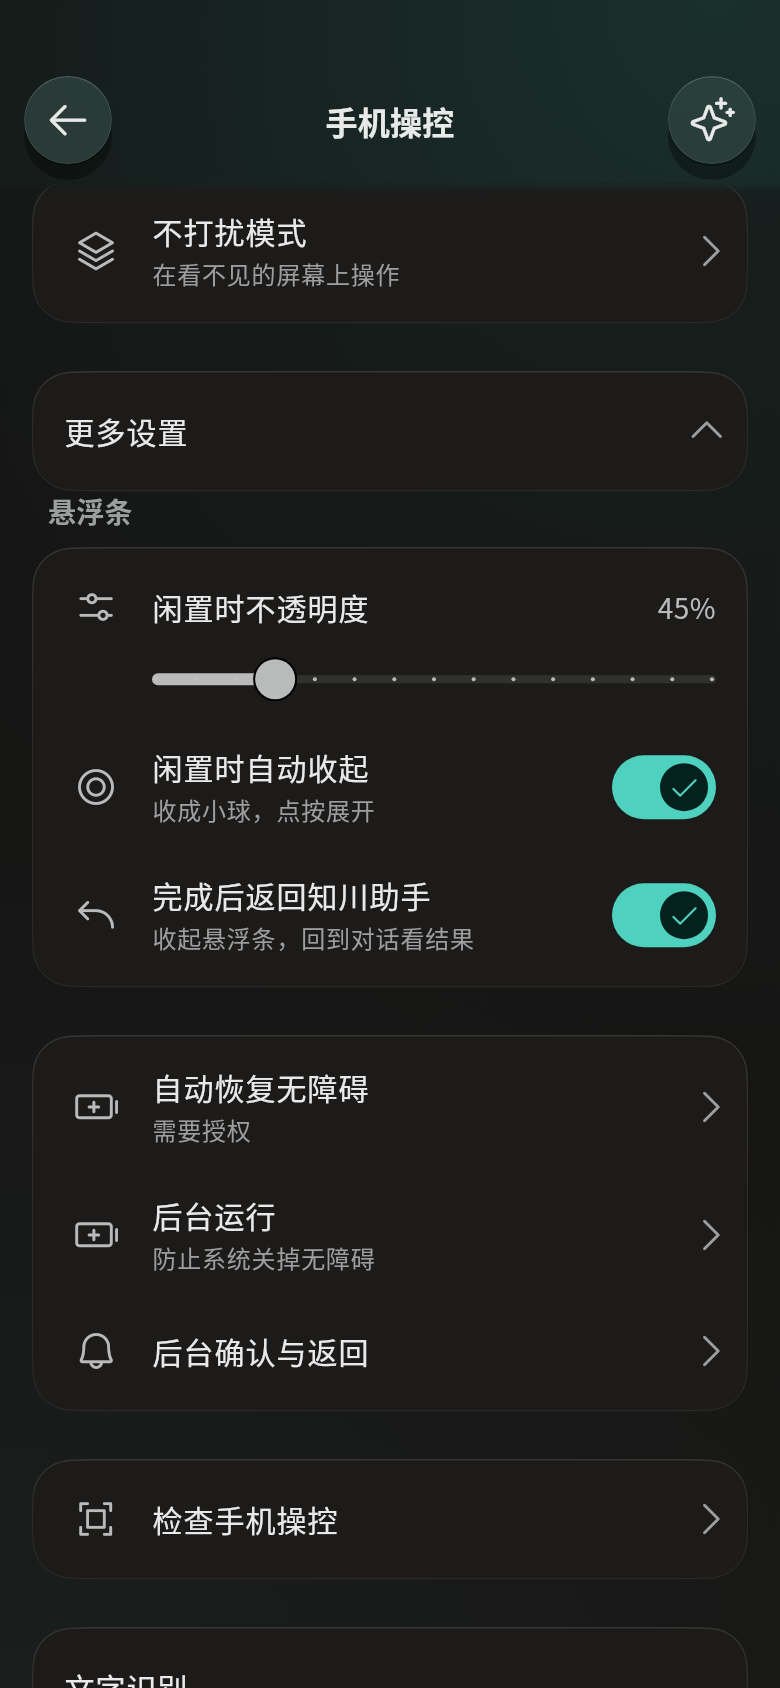 手机操控
不打扰模式
在看不见的屏幕上操作
更多设置
悬浮条
闲置时不透明度
45%
闲置时自动收起
收成小球，点按展开
完成后返回知川助手
收起悬浮条，回到对话看结果
自动恢复无障碍
需要授权
后台运行
防止系统关掉无障碍
后台确认与返回
检查手机操控
文字识别